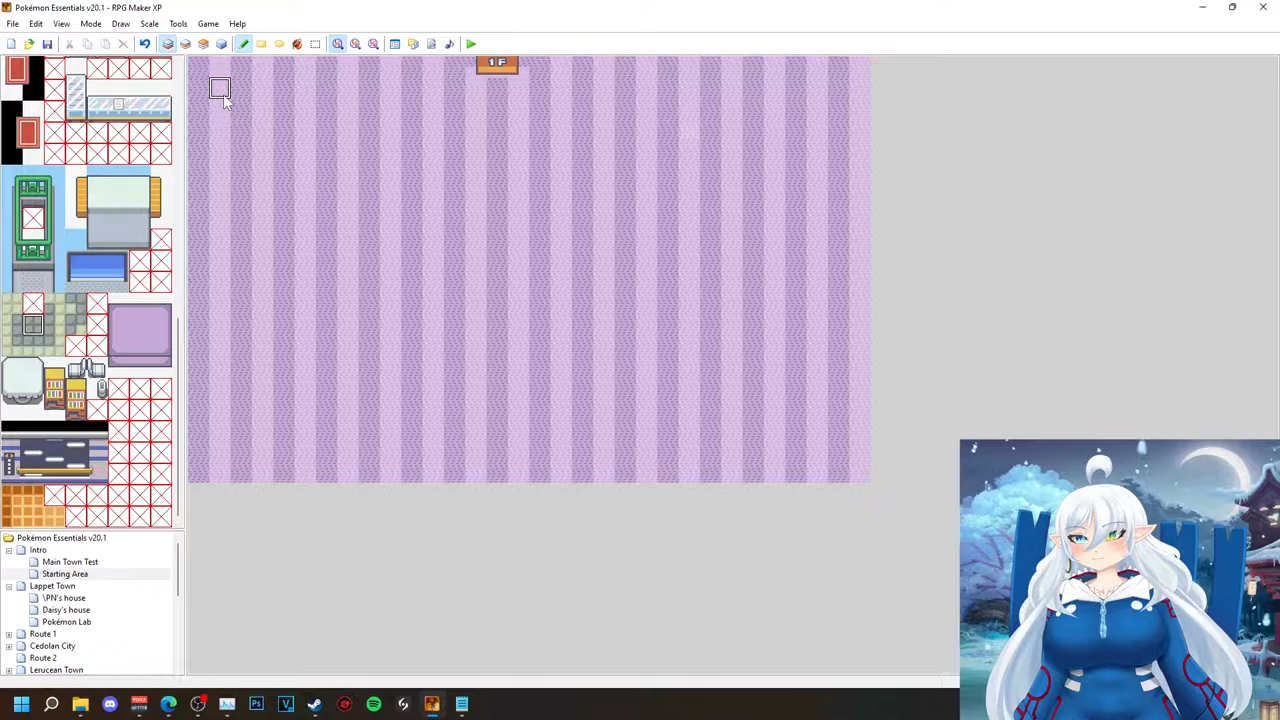 Pokémon Essentials v20.1 - RPG Maker XP
File Edit View Mode Draw Scale Tools Game Help
1F
Pokémon Essentials v20.1
Intro
Main Town Test
Starting Area
Lappet Town
\PN's house
Daisy's house
Pokémon Lab
Route 1
Cedolan City
Route 2
Lerucean Town